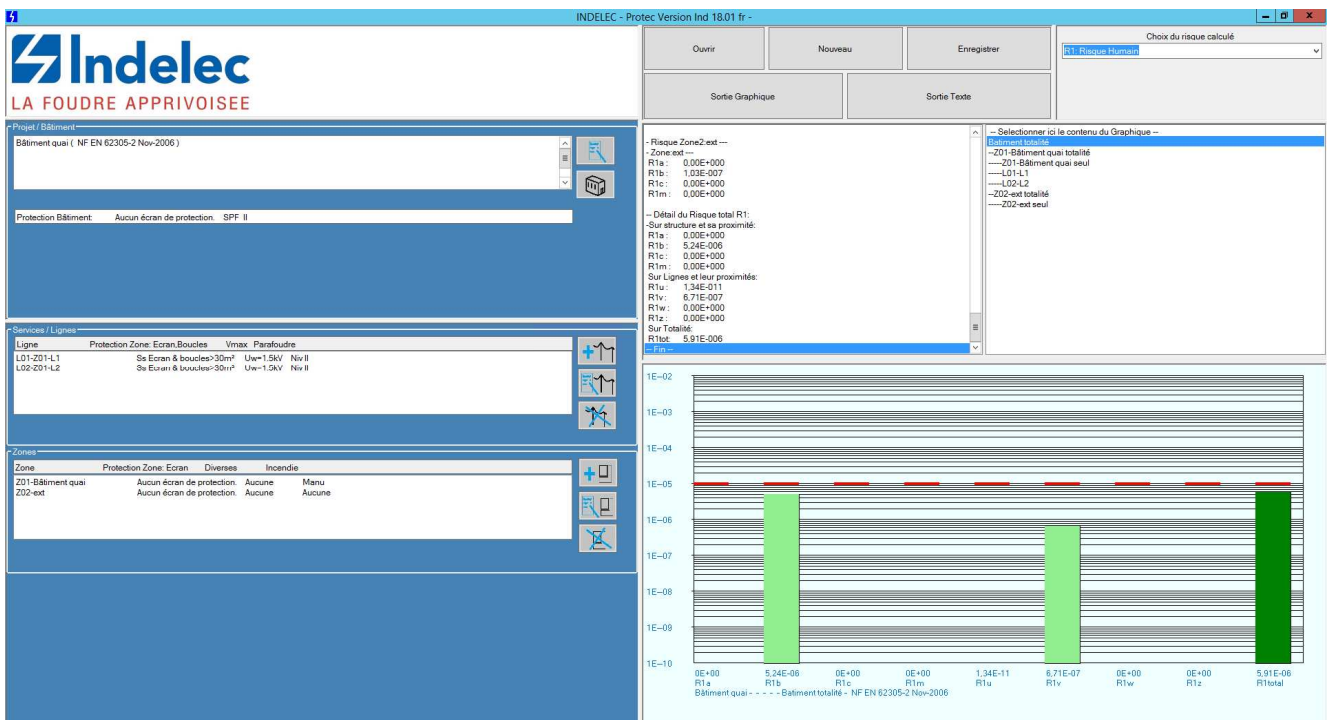 INDELEC - Protec Version Ind 18.01 fr -
Indelec
LA FOUDRE APPRIVOISEE
Ouvrir
Nouveau
Enregistrer
Sortie Graphique
Sortie Texte
Choix du risque calculé
R1: Risque Humain
Projet / Bâtiment
Bâtiment quai ( NF EN 62305-2 Nov-2006 )
Protection Bâtiment: Aucun écran de protection. SPF II
Services / Lignes
Ligne Protection Zone: Ecran,Boucles Vmax Parafoudre
L01-Z01-L1 Ss Ecran & boucles>30m² Uw=1.5kV Niv II
L02-Z01-L2 Ss Ecran & boucles>30m² Uw=1.5kV Niv II
Zones
Zone Protection Zone: Ecran Diverses Incendie
Z01-Bâtiment quai Aucun écran de protection. Aucune Manu
Z02-ext Aucun écran de protection. Aucune Aucune
- Risque Zone2:ext ---
- Zone:ext ---
R1a : 0,00E+000
R1b : 1,03E-007
R1c : 0,00E+000
R1m : 0,00E+000
-- Détail du Risque total R1:
-Sur structure et sa proximité:
R1a : 0,00E+000
R1b : 5,24E-006
R1c : 0,00E+000
R1m : 0,00E+000
Sur Lignes et leur proximités:
R1u : 1,34E-011
R1v : 6,71E-007
R1w : 0,00E+000
R1z : 0,00E+000
Sur Totalité:
R1tot: 5,91E-006
-- Fin --
-- Selectionner ici le contenu du Graphique --
Batiment totalité
--Z01-Bâtiment quai totalité
-----Z01-Bâtiment quai seul
-----L01-L1
-----L02-L2
--Z02-ext totalité
-----Z02-ext seul
1E-02
1E-03
1E-04
1E-05
1E-06
1E-07
1E-08
1E-09
1E-10
0E+00 5,24E-06 0E+00 0E+00 1,34E-11 6,71E-07 0E+00 0E+00 5,91E-06
R1a R1b R1c R1m R1u R1v R1w R1z R1total
Bâtiment quai - - - - - Batiment totalité - NF EN 62305-2 Nov-2006